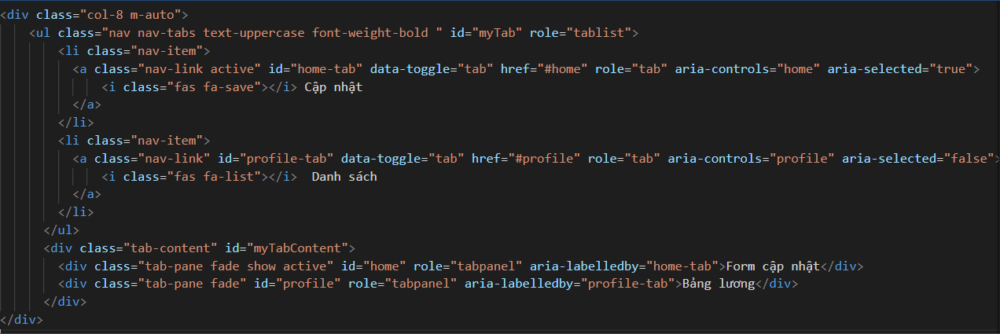 <div class="col-8 m-auto">
<ul class="nav nav-tabs text-uppercase font-weight-bold " id="myTab" role="tablist">
<li class="nav-item">
<a class="nav-link active" id="home-tab" data-toggle="tab" href="#home" role="tab" aria-controls="home" aria-selected="true">
<i class="fas fa-save"></i> Cập nhật
</a>
</li>
<li class="nav-item">
<a class="nav-link" id="profile-tab" data-toggle="tab" href="#profile" role="tab" aria-controls="profile" aria-selected="false">
<i class="fas fa-list"></i>  Danh sách
</a>
</li>
</ul>
<div class="tab-content" id="myTabContent">
<div class="tab-pane fade show active" id="home" role="tabpanel" aria-labelledby="home-tab">Form cập nhật</div>
<div class="tab-pane fade" id="profile" role="tabpanel" aria-labelledby="profile-tab">Bảng lương</div>
</div>
</div>